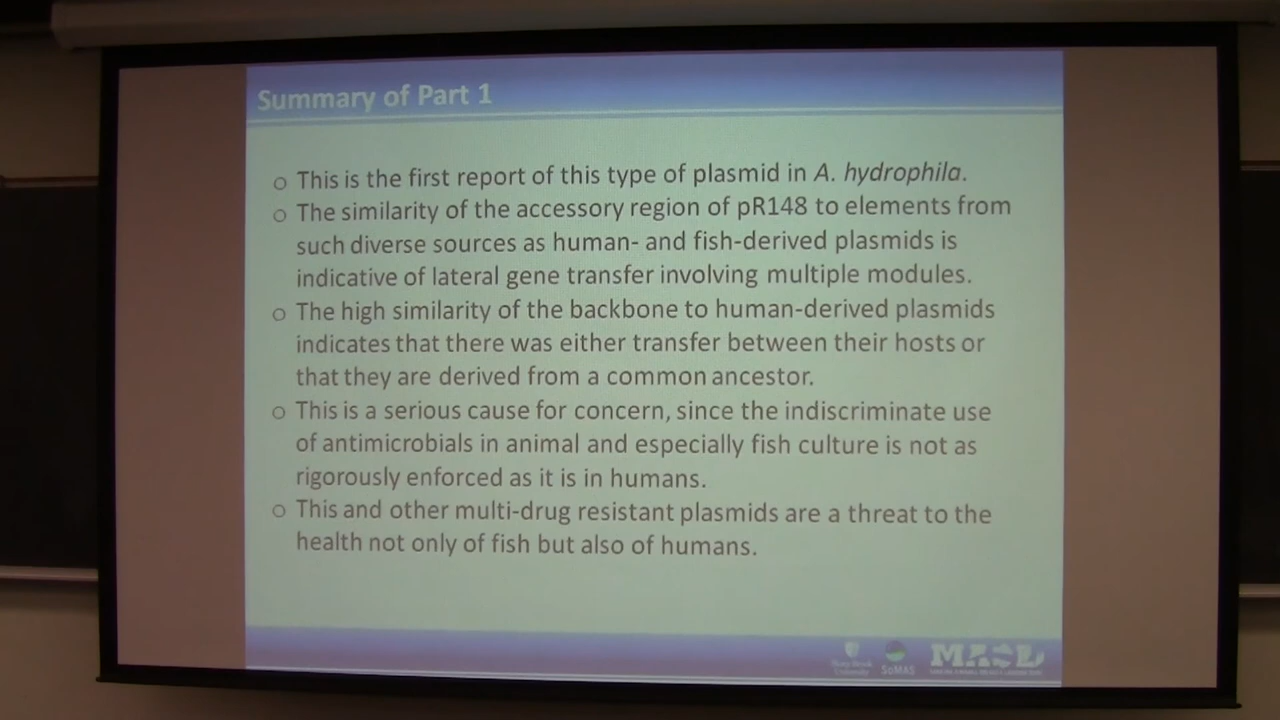 Summary of Part 1
○ This is the first report of this type of plasmid in A. hydrophila.
○ The similarity of the accessory region of pR148 to elements from
such diverse sources as human- and fish-derived plasmids is
indicative of lateral gene transfer involving multiple modules.
○ The high similarity of the backbone to human-derived plasmids
indicates that there was either transfer between their hosts or
that they are derived from a common ancestor.
○ This is a serious cause for concern, since the indiscriminate use
of antimicrobials in animal and especially fish culture is not as
rigorously enforced as it is in humans.
○ This and other multi-drug resistant plasmids are a threat to the
health not only of fish but also of humans.
Stony Brook
University
SoMAS